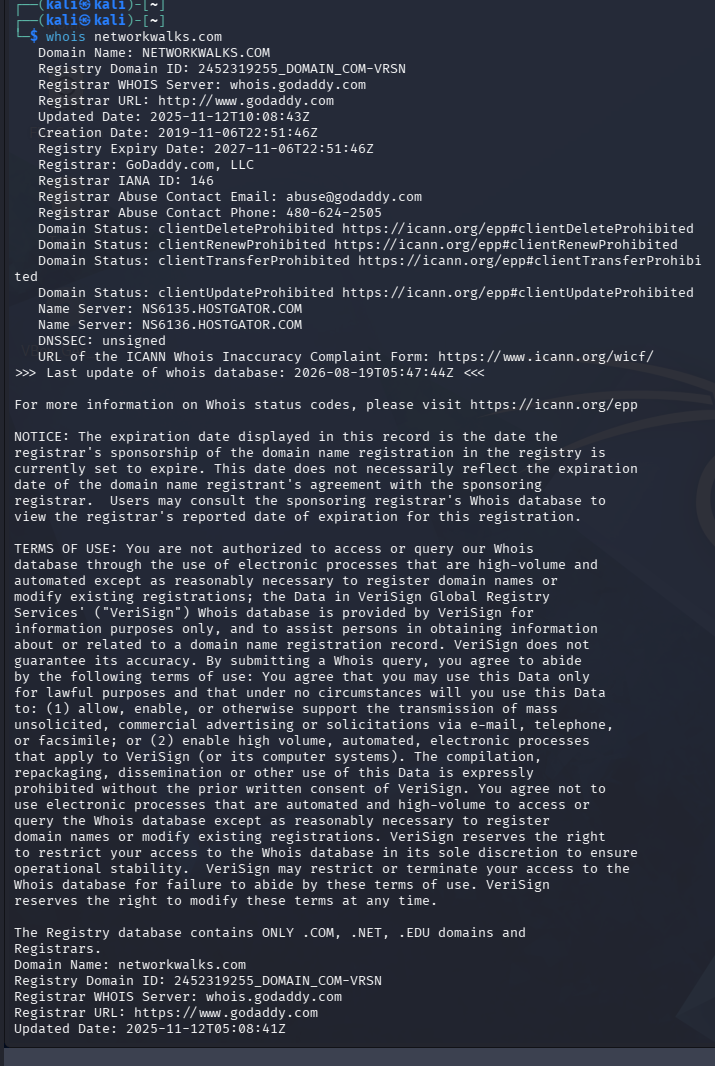 ┌──(kali㉿kali)-[~]
┌──(kali㉿kali)-[~]
└─$ whois networkwalks.com
Domain Name: NETWORKWALKS.COM
Registry Domain ID: 2452319255_DOMAIN_COM-VRSN
Registrar WHOIS Server: whois.godaddy.com
Registrar URL: http://www.godaddy.com
Updated Date: 2025-11-12T10:08:43Z
Creation Date: 2019-11-06T22:51:46Z
Registry Expiry Date: 2027-11-06T22:51:46Z
Registrar: GoDaddy.com, LLC
Registrar IANA ID: 146
Registrar Abuse Contact Email: abuse@godaddy.com
Registrar Abuse Contact Phone: 480-624-2505
Domain Status: clientDeleteProhibited https://icann.org/epp#clientDeleteProhibited
Domain Status: clientRenewProhibited https://icann.org/epp#clientRenewProhibited
Domain Status: clientTransferProhibited https://icann.org/epp#clientTransferProhibi
ted
Domain Status: clientUpdateProhibited https://icann.org/epp#clientUpdateProhibited
Name Server: NS6135.HOSTGATOR.COM
Name Server: NS6136.HOSTGATOR.COM
DNSSEC: unsigned
URL of the ICANN Whois Inaccuracy Complaint Form: https://www.icann.org/wicf/
>>> Last update of whois database: 2026-08-19T05:47:44Z <<<

For more information on Whois status codes, please visit https://icann.org/epp

NOTICE: The expiration date displayed in this record is the date the
registrar's sponsorship of the domain name registration in the registry is
currently set to expire. This date does not necessarily reflect the expiration
date of the domain name registrant's agreement with the sponsoring
registrar.  Users may consult the sponsoring registrar's Whois database to
view the registrar's reported date of expiration for this registration.

TERMS OF USE: You are not authorized to access or query our Whois
database through the use of electronic processes that are high-volume and
automated except as reasonably necessary to register domain names or
modify existing registrations; the Data in VeriSign Global Registry
Services' ("VeriSign") Whois database is provided by VeriSign for
information purposes only, and to assist persons in obtaining information
about or related to a domain name registration record. VeriSign does not
guarantee its accuracy. By submitting a Whois query, you agree to abide
by the following terms of use: You agree that you may use this Data only
for lawful purposes and that under no circumstances will you use this Data
to: (1) allow, enable, or otherwise support the transmission of mass
unsolicited, commercial advertising or solicitations via e-mail, telephone,
or facsimile; or (2) enable high volume, automated, electronic processes
that apply to VeriSign (or its computer systems). The compilation,
repackaging, dissemination or other use of this Data is expressly
prohibited without the prior written consent of VeriSign. You agree not to
use electronic processes that are automated and high-volume to access or
query the Whois database except as reasonably necessary to register
domain names or modify existing registrations. VeriSign reserves the right
to restrict your access to the Whois database in its sole discretion to ensure
operational stability.  VeriSign may restrict or terminate your access to the
Whois database for failure to abide by these terms of use. VeriSign
reserves the right to modify these terms at any time.

The Registry database contains ONLY .COM, .NET, .EDU domains and
Registrars.
Domain Name: networkwalks.com
Registry Domain ID: 2452319255_DOMAIN_COM-VRSN
Registrar WHOIS Server: whois.godaddy.com
Registrar URL: https://www.godaddy.com
Updated Date: 2025-11-12T05:08:41Z